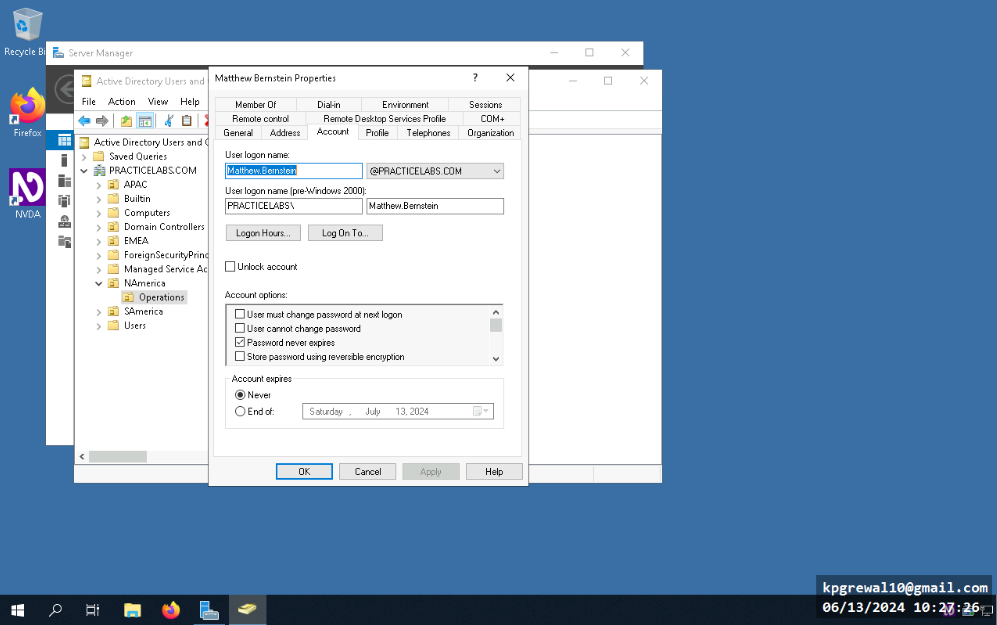 Recycle Bi
Firefox
NVDA
Server Manager
Active Directory Users and
File Action View Help
Active Directory Users and C
Saved Queries
PRACTICELABS.COM
APAC
Builtin
Computers
Domain Controllers
EMEA
ForeignSecurityPrinc
Managed Service Ac
NAmerica
Operations
SAmerica
Users
Matthew Bernstein Properties
?
Member Of Dial-in Environment Sessions
Remote control Remote Desktop Services Profile COM+
General Address Account Profile Telephones Organization
User logon name:
Matthew.Bernstein @PRACTICELABS.COM
User logon name (pre-Windows 2000):
PRACTICELABS\ Matthew.Bernstein
Logon Hours... Log On To...
Unlock account
Account options:
User must change password at next logon
User cannot change password
Password never expires
Store password using reversible encryption
Account expires
Never
End of: Saturday , July 13, 2024
OK Cancel Apply Help
kpgrewal10@gmail.com
06/13/2024 10:27:26